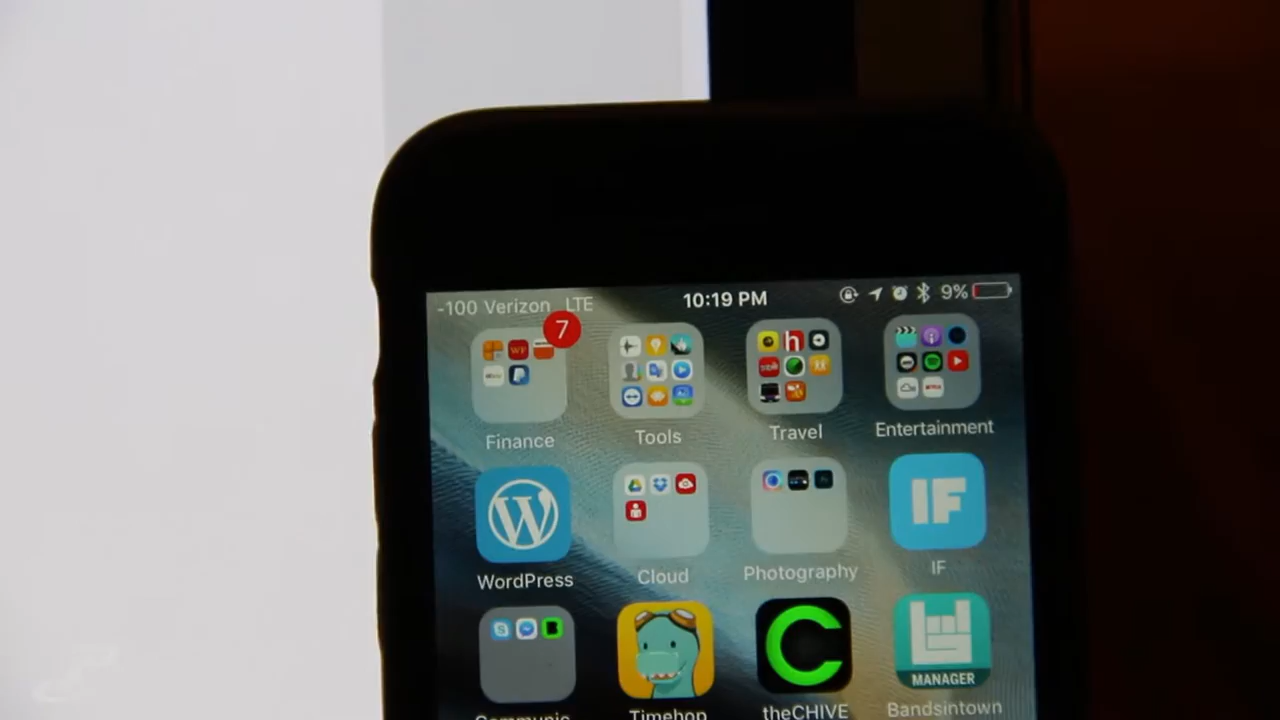 -100 Verizon LTE 10:19 PM 9%
7
Finance Tools Travel Entertainment
IF
WordPress Cloud Photography IF
MANAGER
Timehop theCHIVE Bandsintown